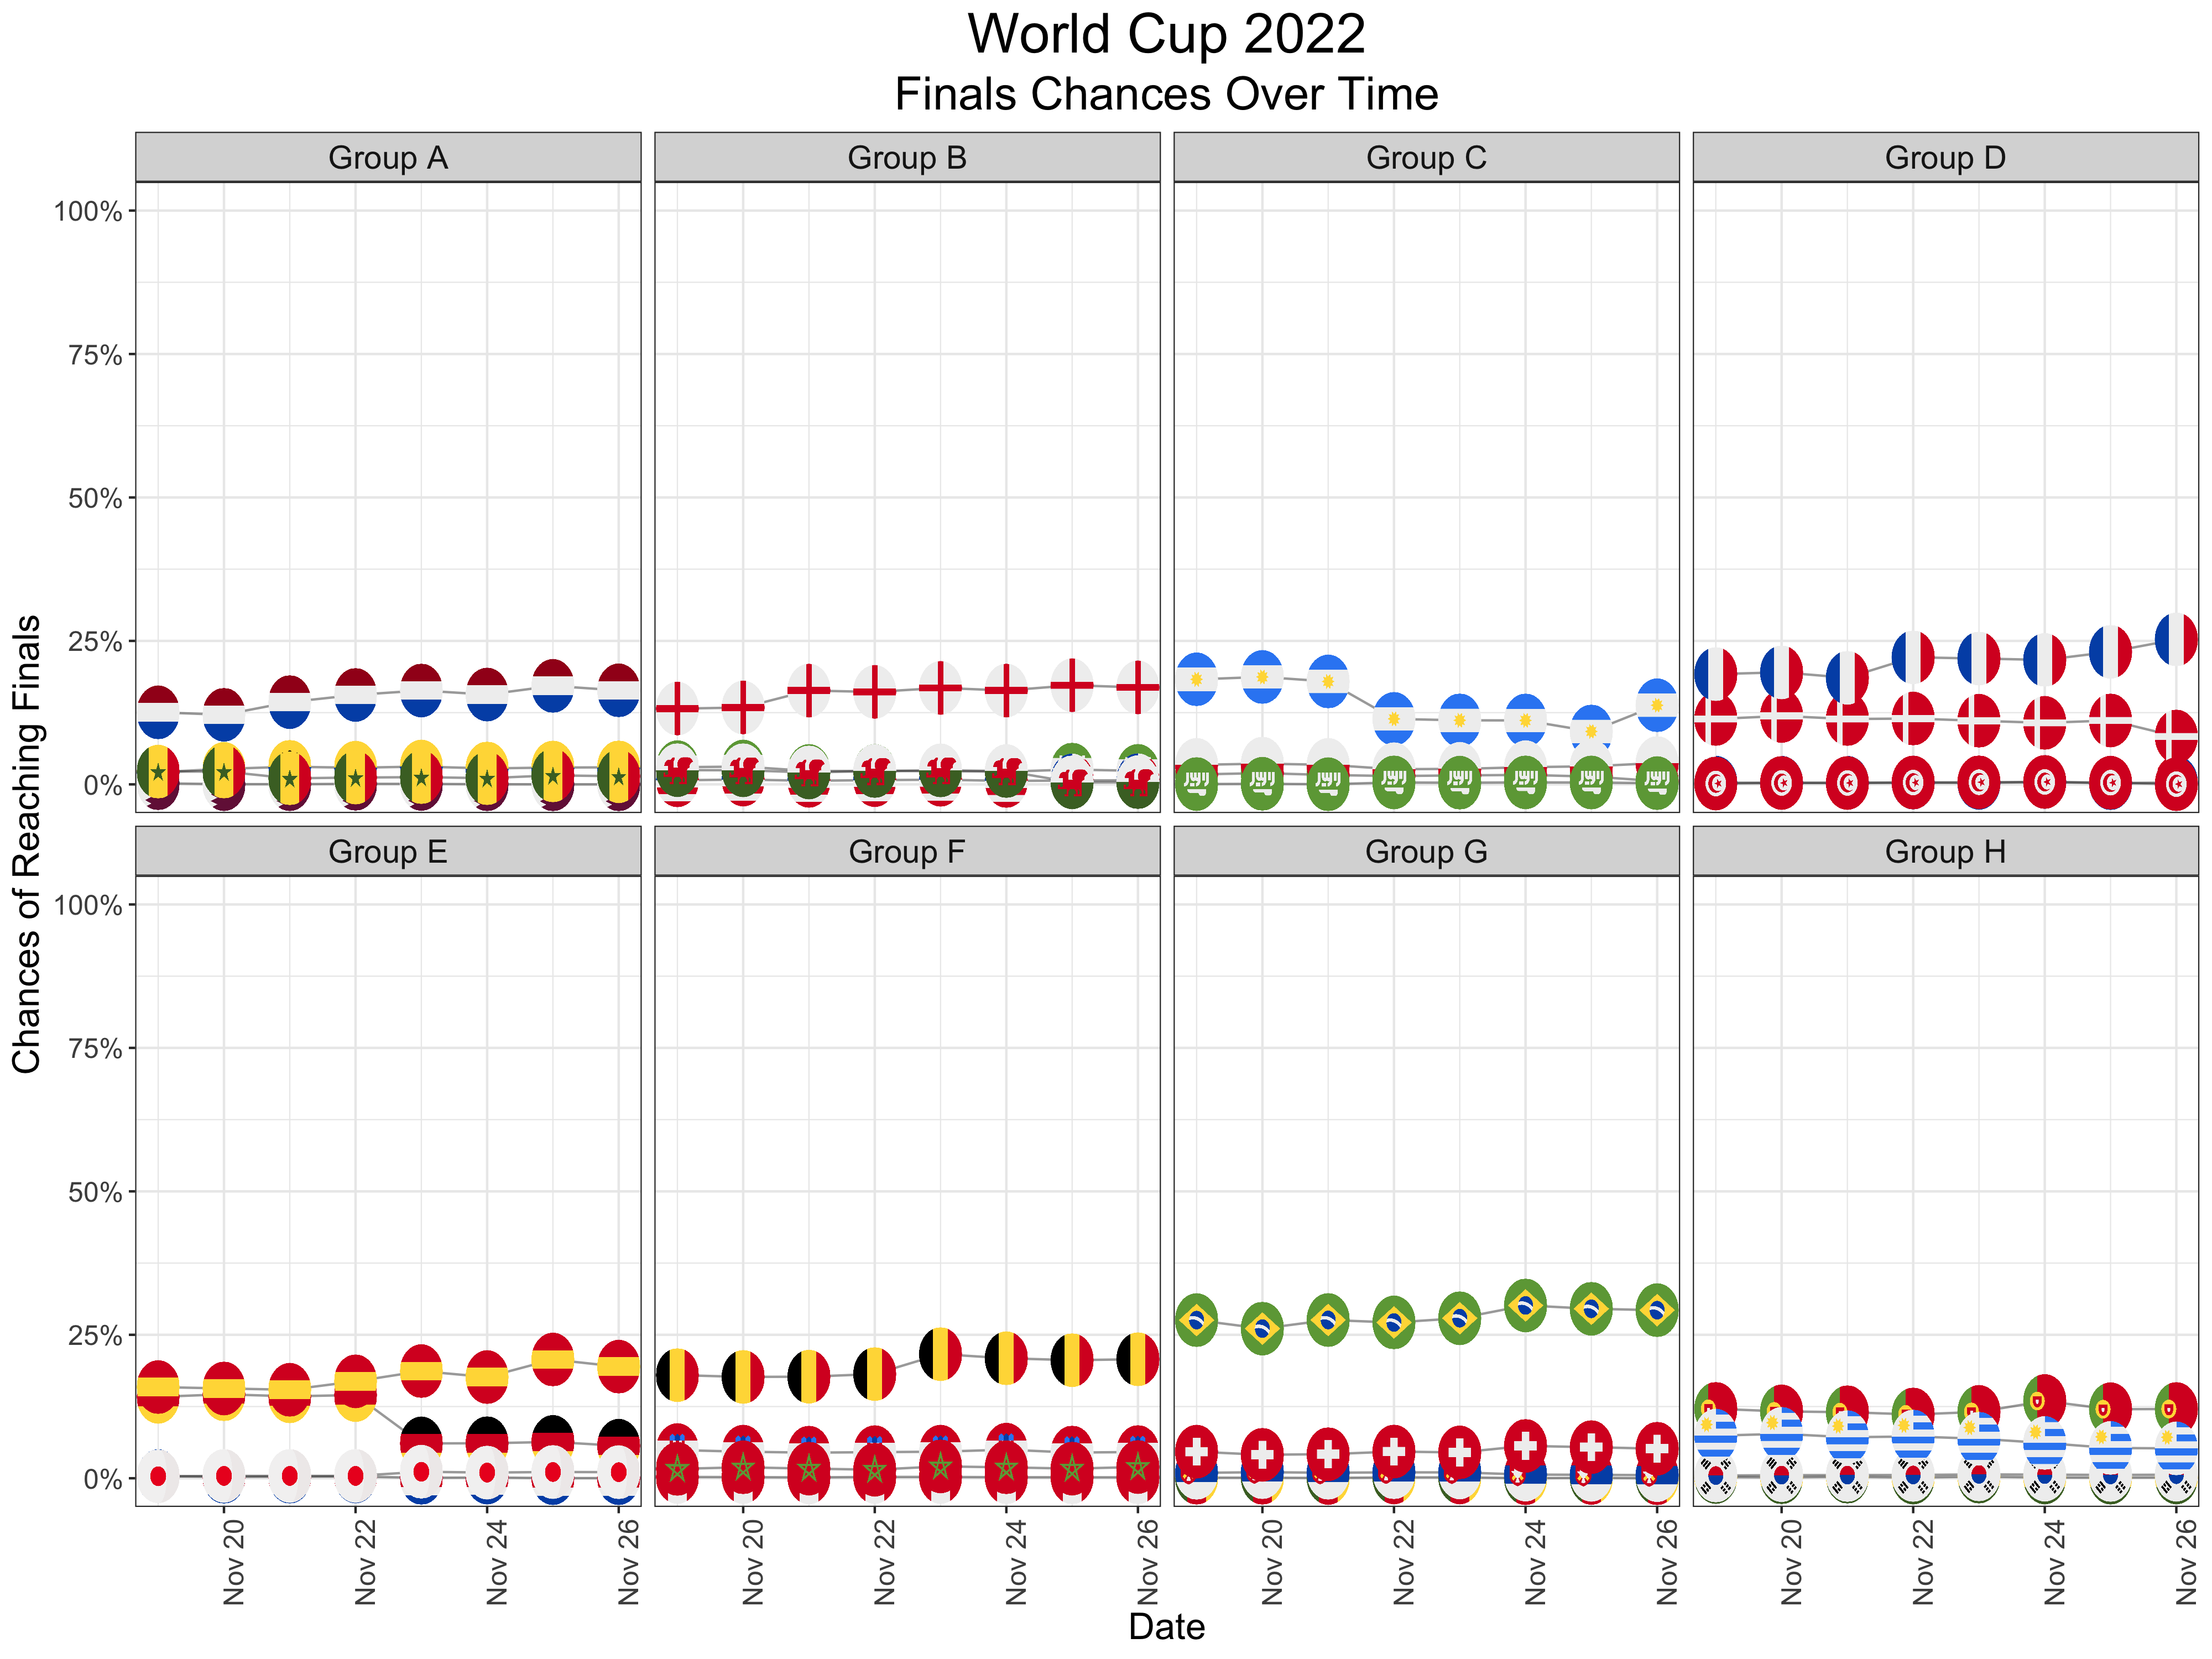 World Cup 2022
Finals Chances Over Time
Group A
Group B
Group C
Group D
100%
75%
50%
25%
0%
Group E
Group F
Group G
Group H
100%
75%
50%
25%
0%
Nov 20
Nov 22
Nov 24
Nov 26
Nov 20
Nov 22
Nov 24
Nov 26
Nov 20
Nov 22
Nov 24
Nov 26
Nov 20
Nov 22
Nov 24
Nov 26
Chances of Reaching Finals
Date